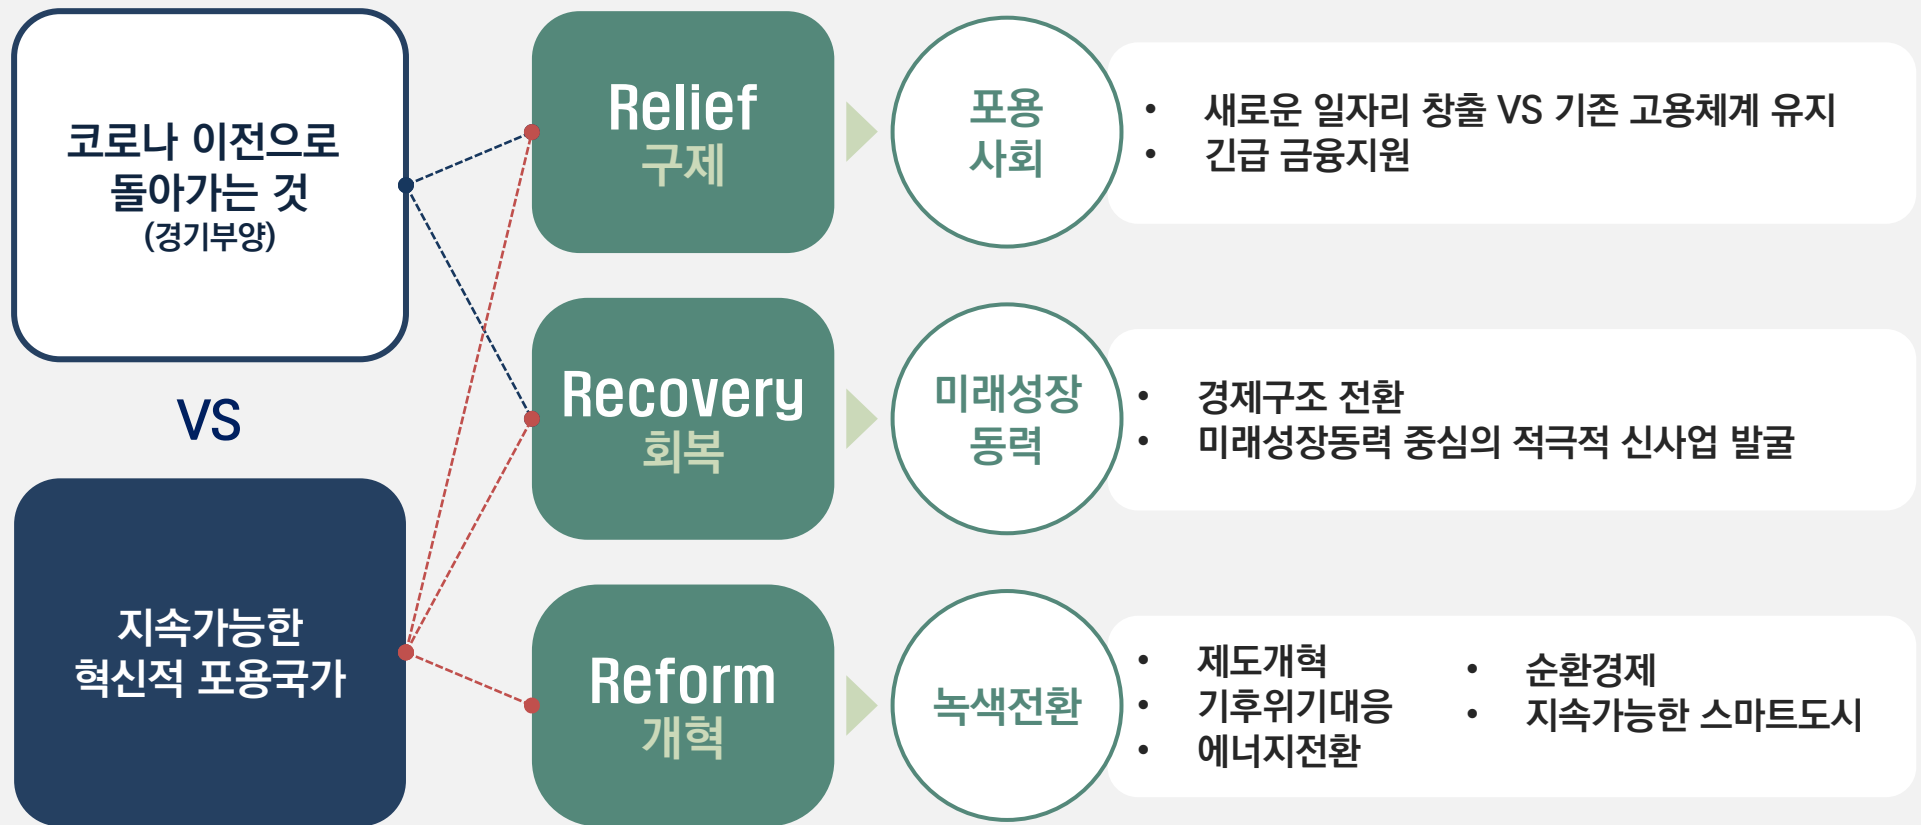 코로나 이전으로
돌아가는 것
(경기부양)
VS
지속가능한
혁신적 포용국가
Relief
구제
포용
사회
• 새로운 일자리 창출 VS 기존 고용체계 유지
• 긴급 금융지원
Recovery
회복
미래성장
동력
• 경제구조 전환
• 미래성장동력 중심의 적극적 신사업 발굴
Reform
개혁
녹색전환
• 제도개혁
• 기후위기대응
• 에너지전환
• 순환경제
• 지속가능한 스마트도시